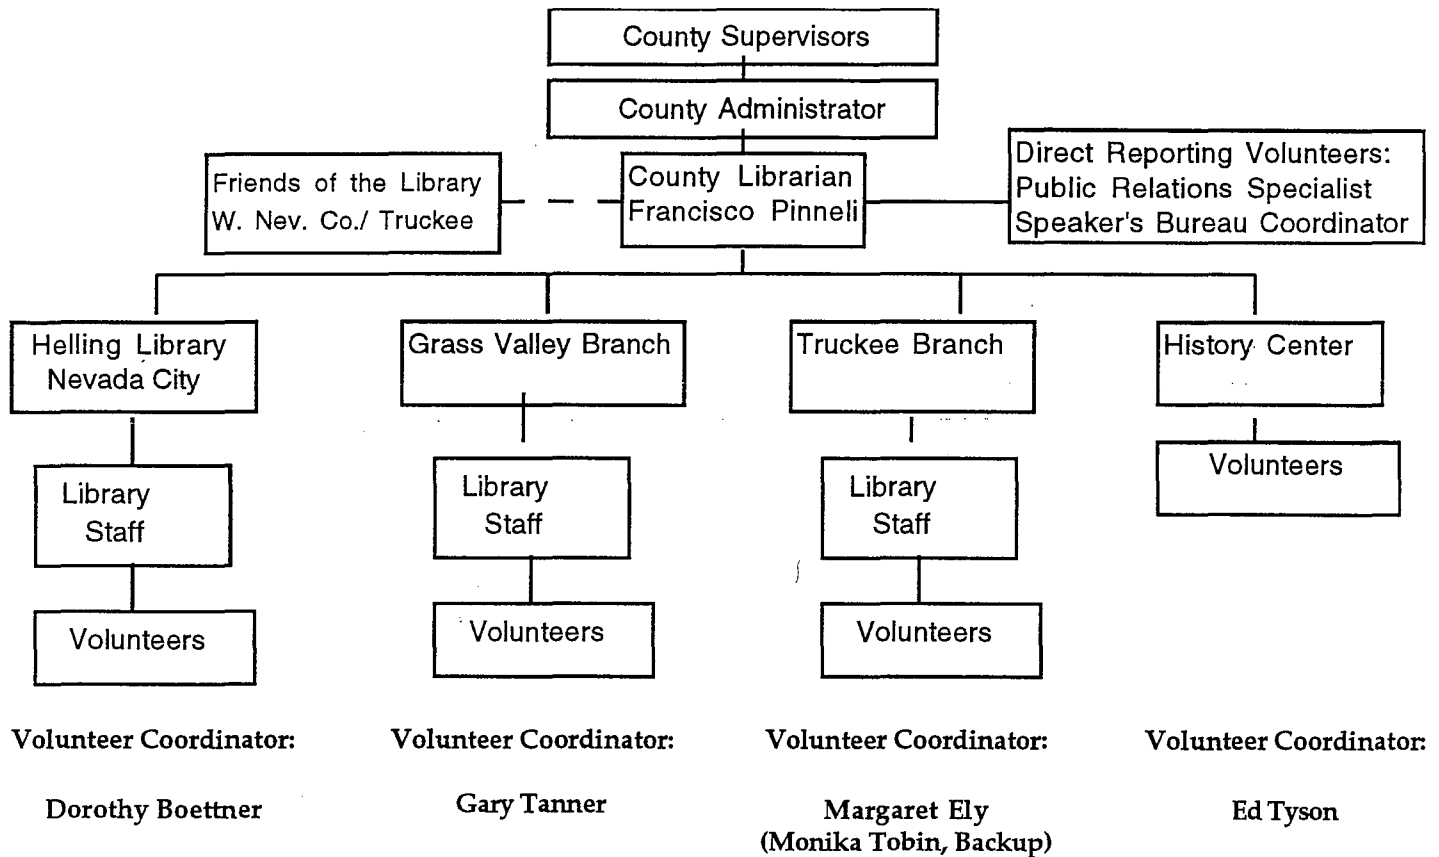 County Supervisors
County Administrator
Friends of the Library
W. Nev. Co./ Truckee
County Librarian
Francisco Pinneli
Direct Reporting Volunteers:
Public Relations Specialist
Speaker's Bureau Coordinator
Helling Library
Nevada City
Grass Valley Branch
Truckee Branch
History Center
Library
Staff
Library
Staff
Library
Staff
Volunteers
Volunteers
Volunteers
Volunteers
Volunteer Coordinator:
Dorothy Boettner
Volunteer Coordinator:
Gary Tanner
Volunteer Coordinator:
Margaret Ely
(Monika Tobin, Backup)
Volunteer Coordinator:
Ed Tyson